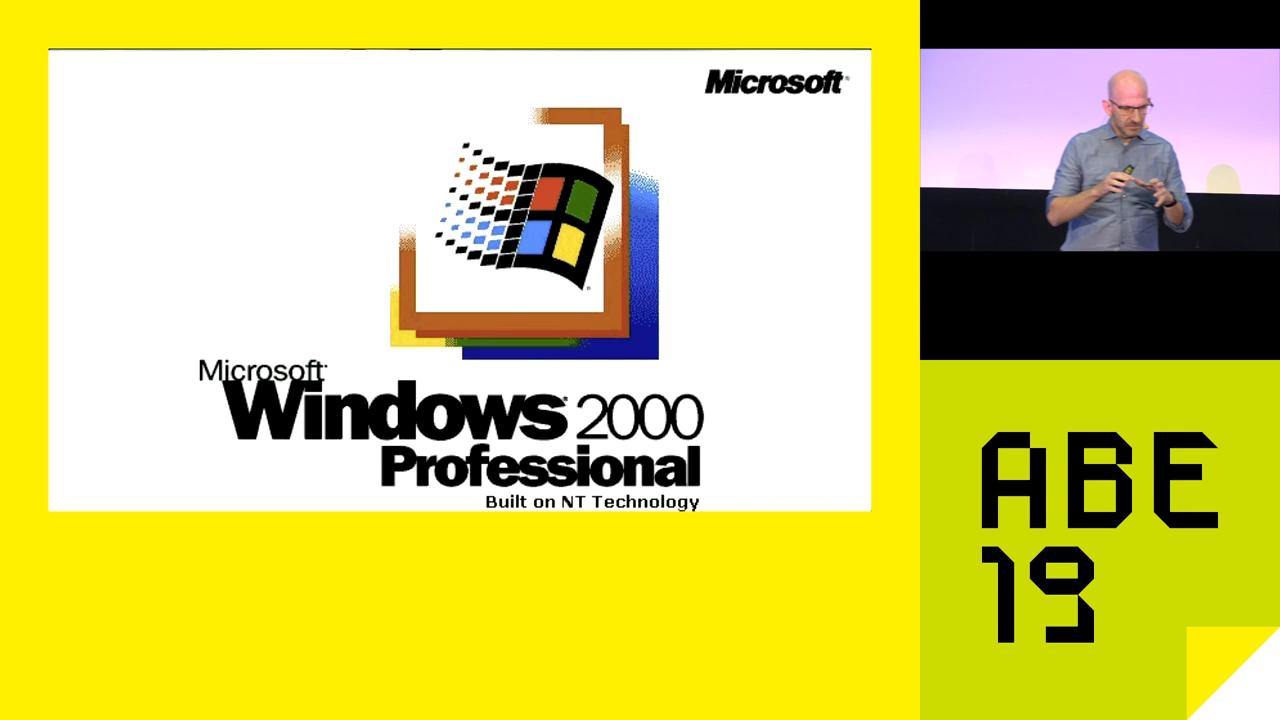 Microsoft
Microsoft
Windows 2000
Professional
Built on NT Technology
ABE
19